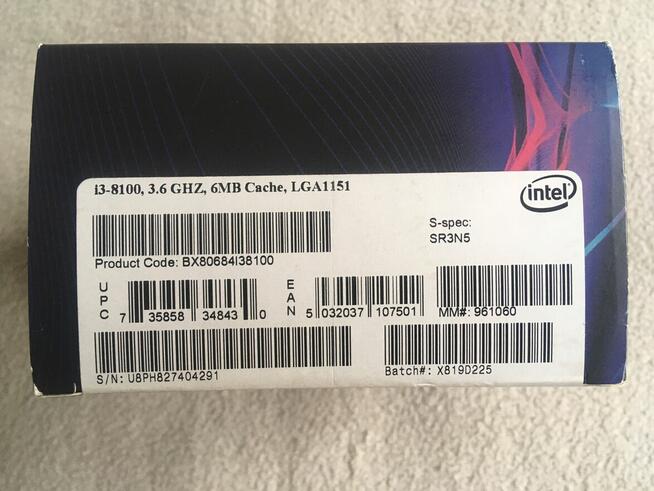 i3-8100, 3.6 GHZ, 6MB Cache, LGA1151
intel
S-spec:
SR3N5
Product Code: BX80684I38100
UPC 7 35858 34843 0
EAN 5 032037 107501
MM#: 961060
S/N: U8PH827404291
Batch#: X819D225